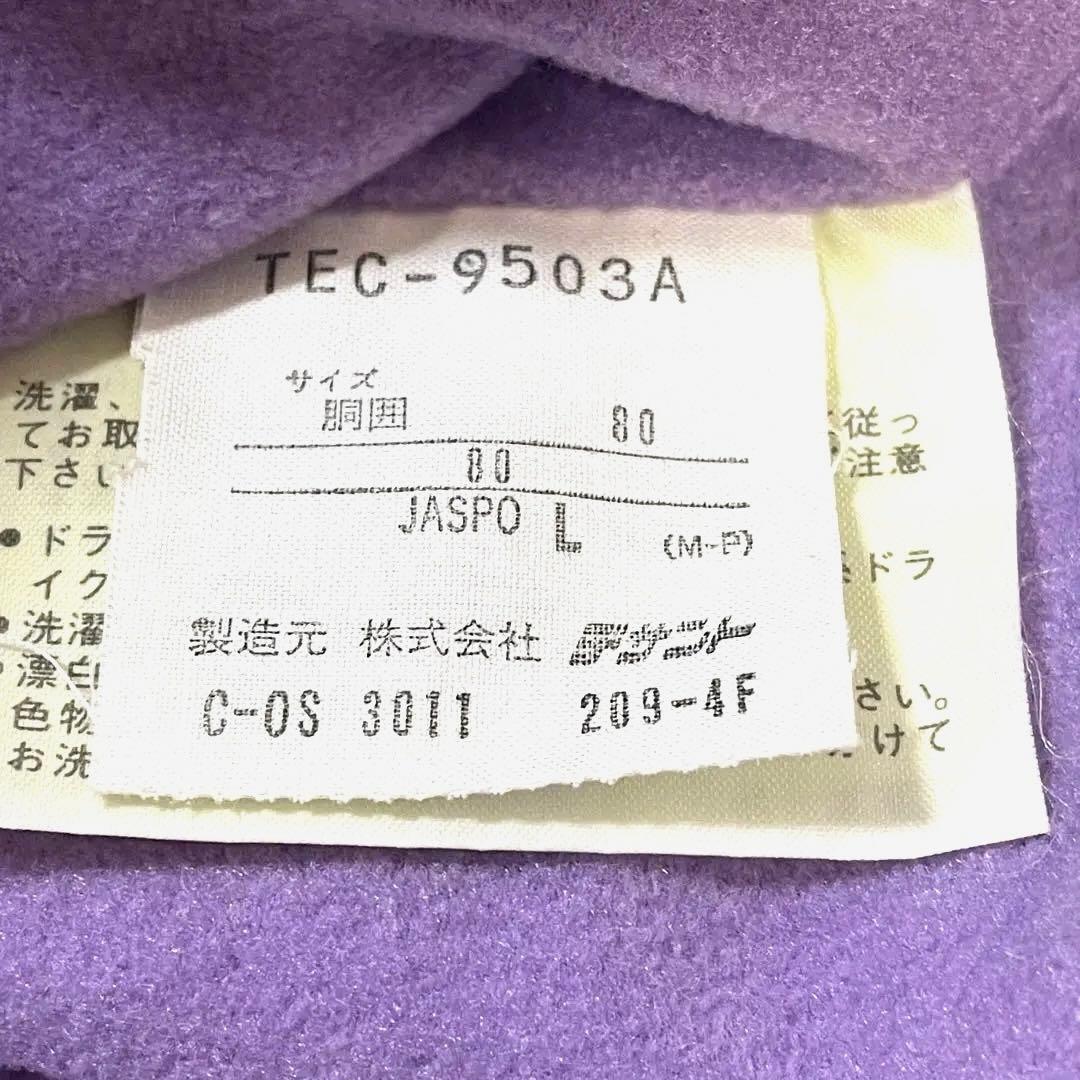 TEC-9503A
サイズ
胴囲 80
80
JASPO L (M-P)
製造元 株式会社 デサント
C-OS 3011 209-4F
洗濯、
てお取 従っ
下さい 注意
●ドラ ドラ
イク
●洗濯
●漂白 さい。
色物 分けて
お洗